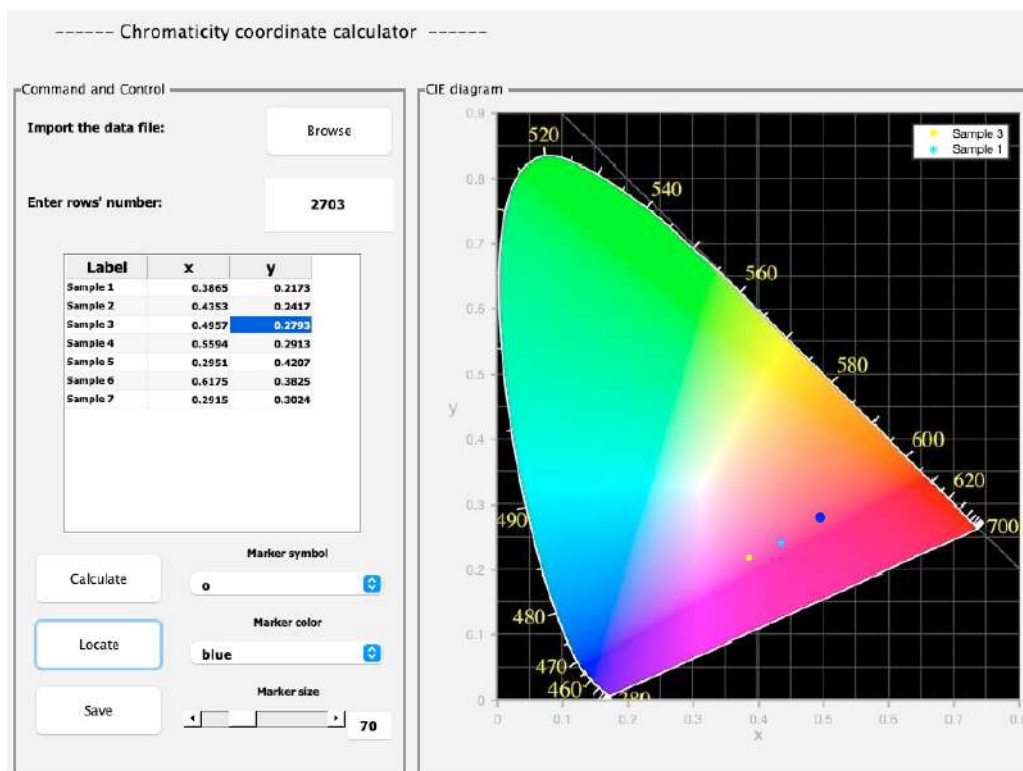 ------ Chromaticity coordinate calculator ------
Command and Control
Import the data file:
Browse
Enter rows' number:
2703
Label x y
Sample 1 0.3865 0.2173
Sample 2 0.4353 0.2417
Sample 3 0.4957 0.2793
Sample 4 0.5594 0.2913
Sample 5 0.2951 0.4207
Sample 6 0.6175 0.3825
Sample 7 0.2915 0.3024
Calculate
Marker symbol
o
Locate
Marker color
blue
Save
Marker size
70
CIE diagram
Sample 3
Sample 1
0.9
0.8
0.7
0.6
0.5
0.4
0.3
0.2
0.1
0
y
520
540
560
580
600
620
700
490
480
470
460
0 0.1 0.2 0.3 0.4 0.5 0.6 0.7
x